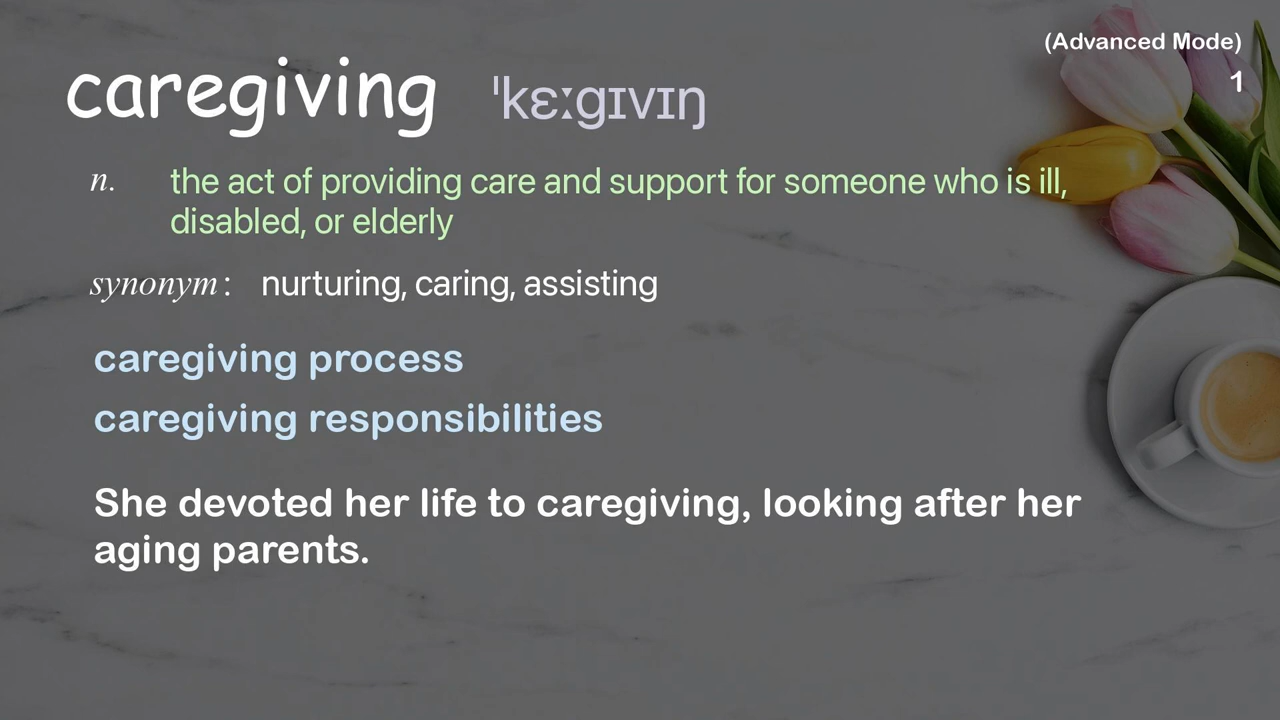 (Advanced Mode)
1
caregiving ˈkɛːgɪvɪŋ
n. the act of providing care and support for someone who is ill,
disabled, or elderly
synonym : nurturing, caring, assisting
caregiving process
caregiving responsibilities
She devoted her life to caregiving, looking after her
aging parents.